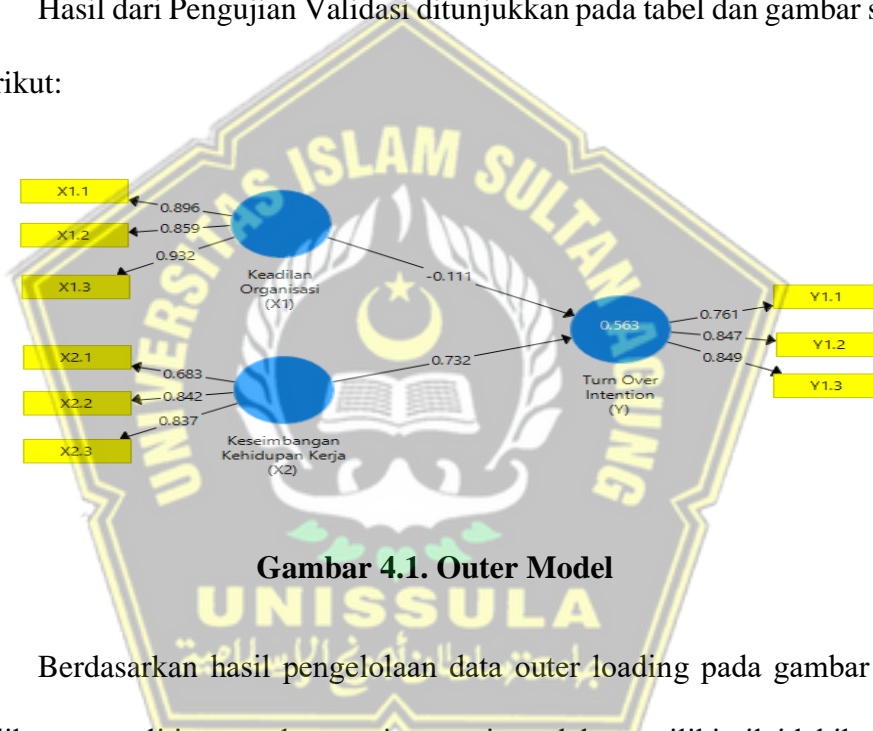 Hasil dari Pengujian Validasi ditunjukkan pada tabel dan gambar
rikut:
UNIVERSITAS ISLAM SULTAN AGUNG
X1.1
X1.2
X1.3
0.896
0.859
0.932
Keadilan
Organisasi
(X1)
-0.111
X2.1
X2.2
X2.3
0.683
0.842
0.837
Keseimbangan
Kehidupan Kerja
(X2)
0.732
0.563
Turn Over
Intention
(Y)
0.761
0.847
0.849
Y1.1
Y1.2
Y1.3
Gambar 4.1. Outer Model
UNISSULA
Berdasarkan hasil pengelolaan data outer loading pada gambar